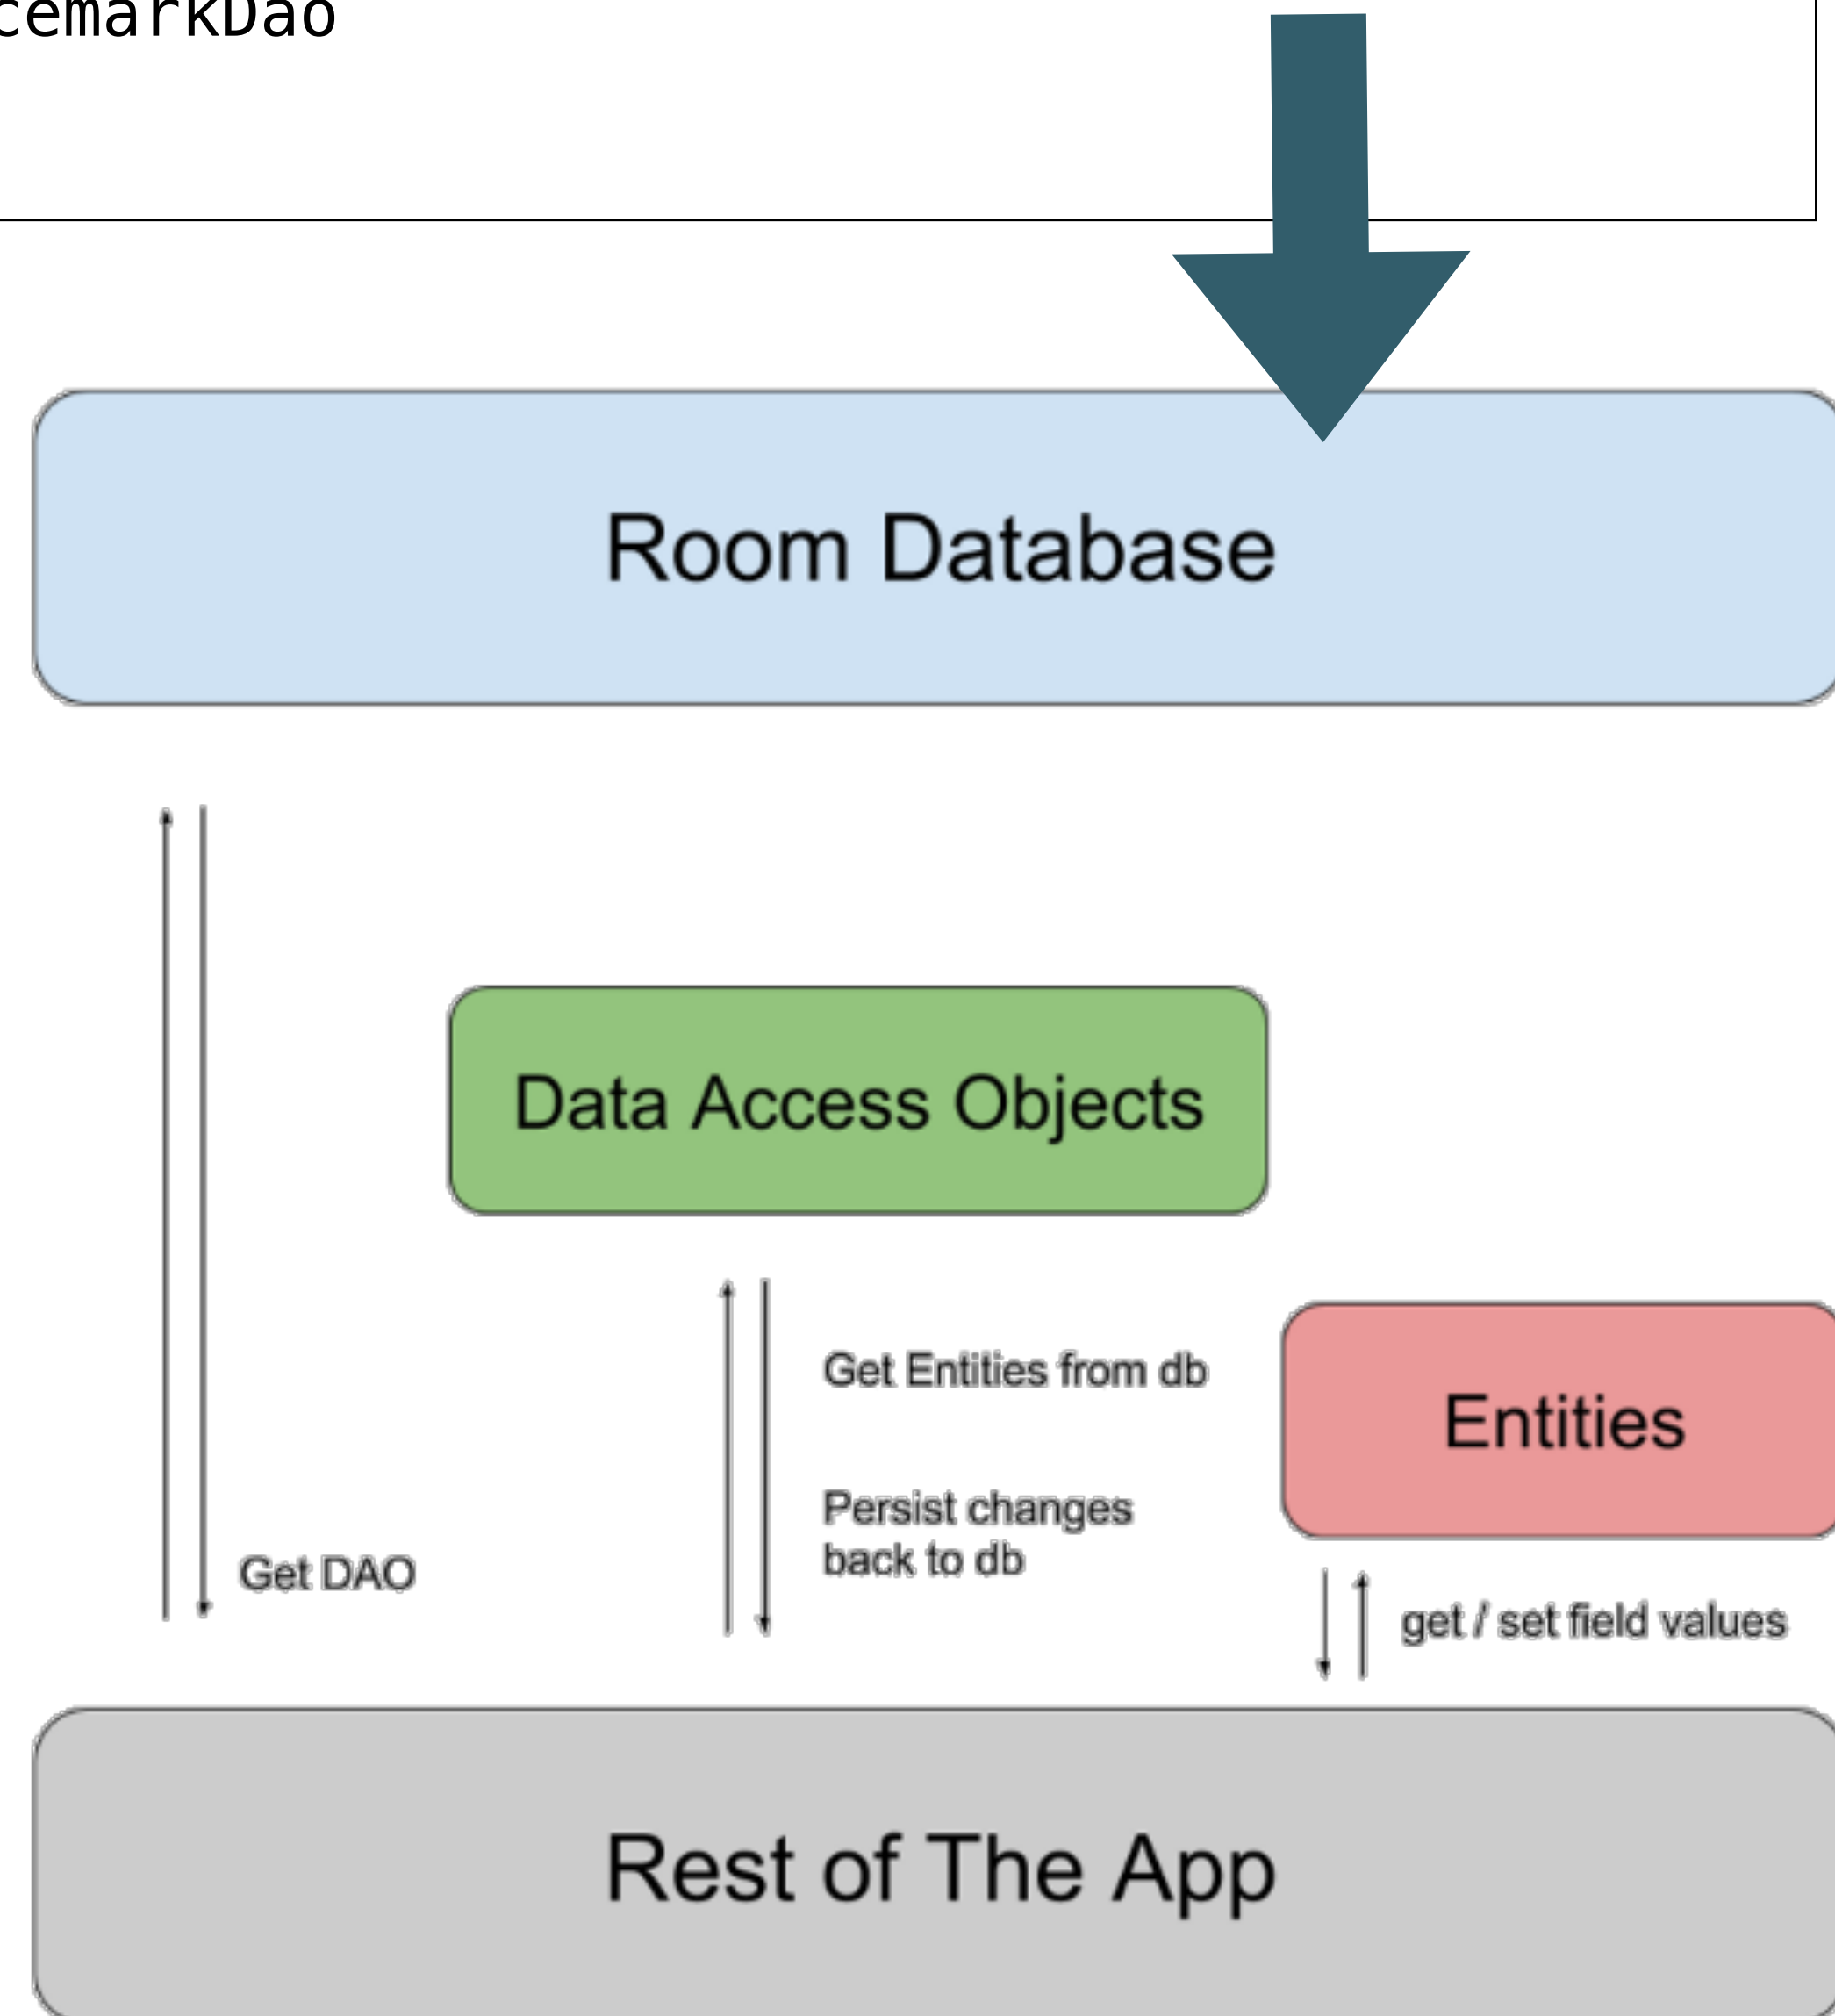 cemarkDao
Room Database
Data Access Objects
Get Entities from db
Entities
Persist changes
back to db
Get DAO
get / set field values
Rest of The App